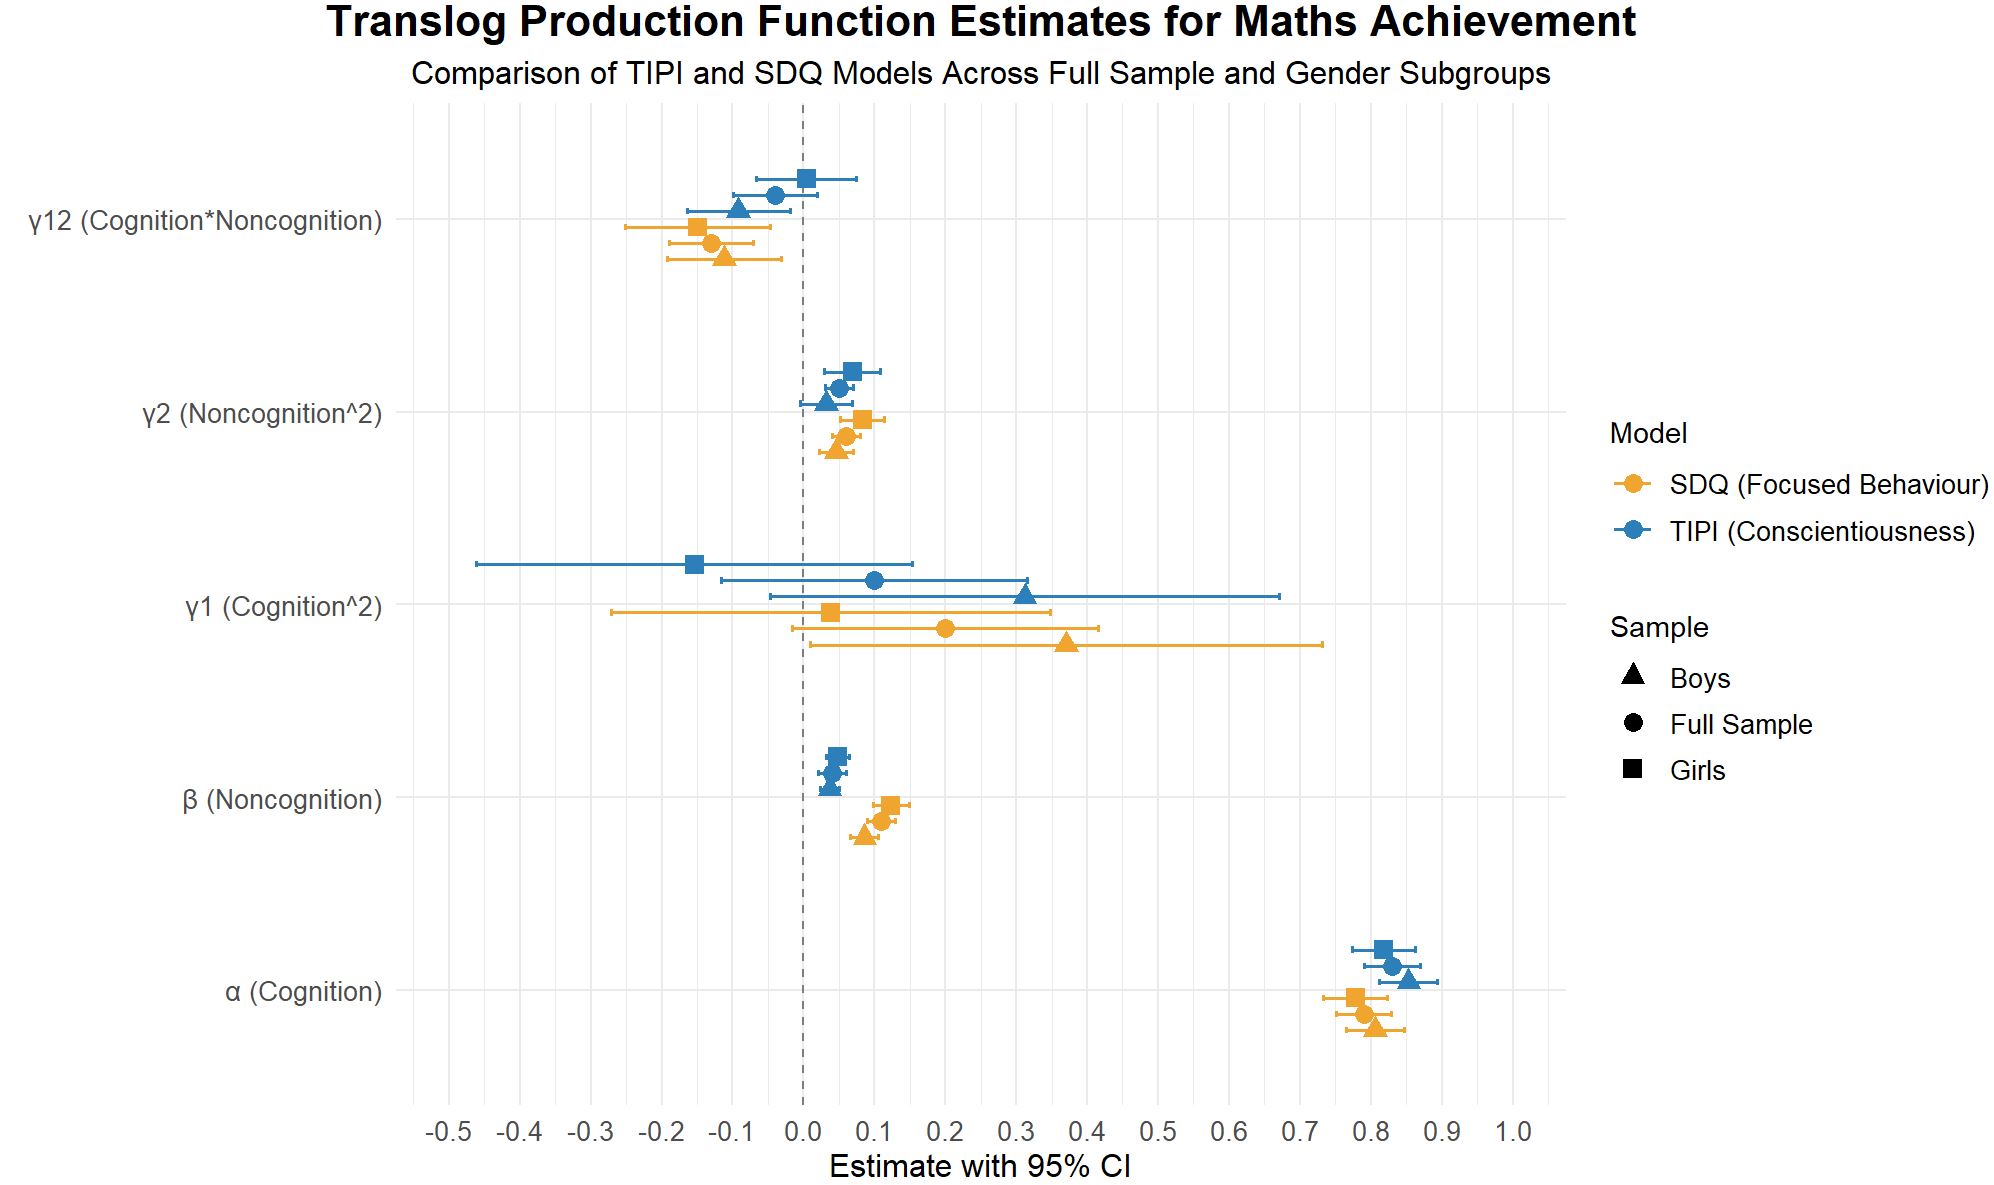 Translog Production Function Estimates for Maths Achievement
Comparison of TIPI and SDQ Models Across Full Sample and Gender Subgroups
γ12 (Cognition*Noncognition)
γ2 (Noncognition^2)
γ1 (Cognition^2)
β (Noncognition)
α (Cognition)
-0.5 -0.4 -0.3 -0.2 -0.1 0.0 0.1 0.2 0.3 0.4 0.5 0.6 0.7 0.8 0.9 1.0
Estimate with 95% CI
Model
SDQ (Focused Behaviour)
TIPI (Conscientiousness)
Sample
Boys
Full Sample
Girls